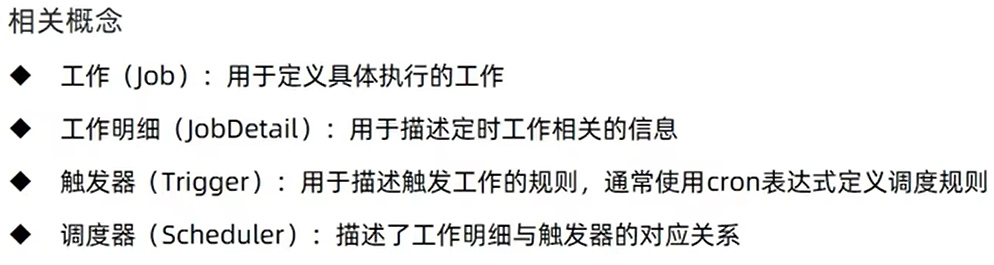 相关概念
◆ 工作（Job）：用于定义具体执行的工作
◆ 工作明细（JobDetail）：用于描述定时工作相关的信息
◆ 触发器（Trigger）：用于描述触发工作的规则，通常使用cron表达式定义调度规则
◆ 调度器（Scheduler）：描述了工作明细与触发器的对应关系